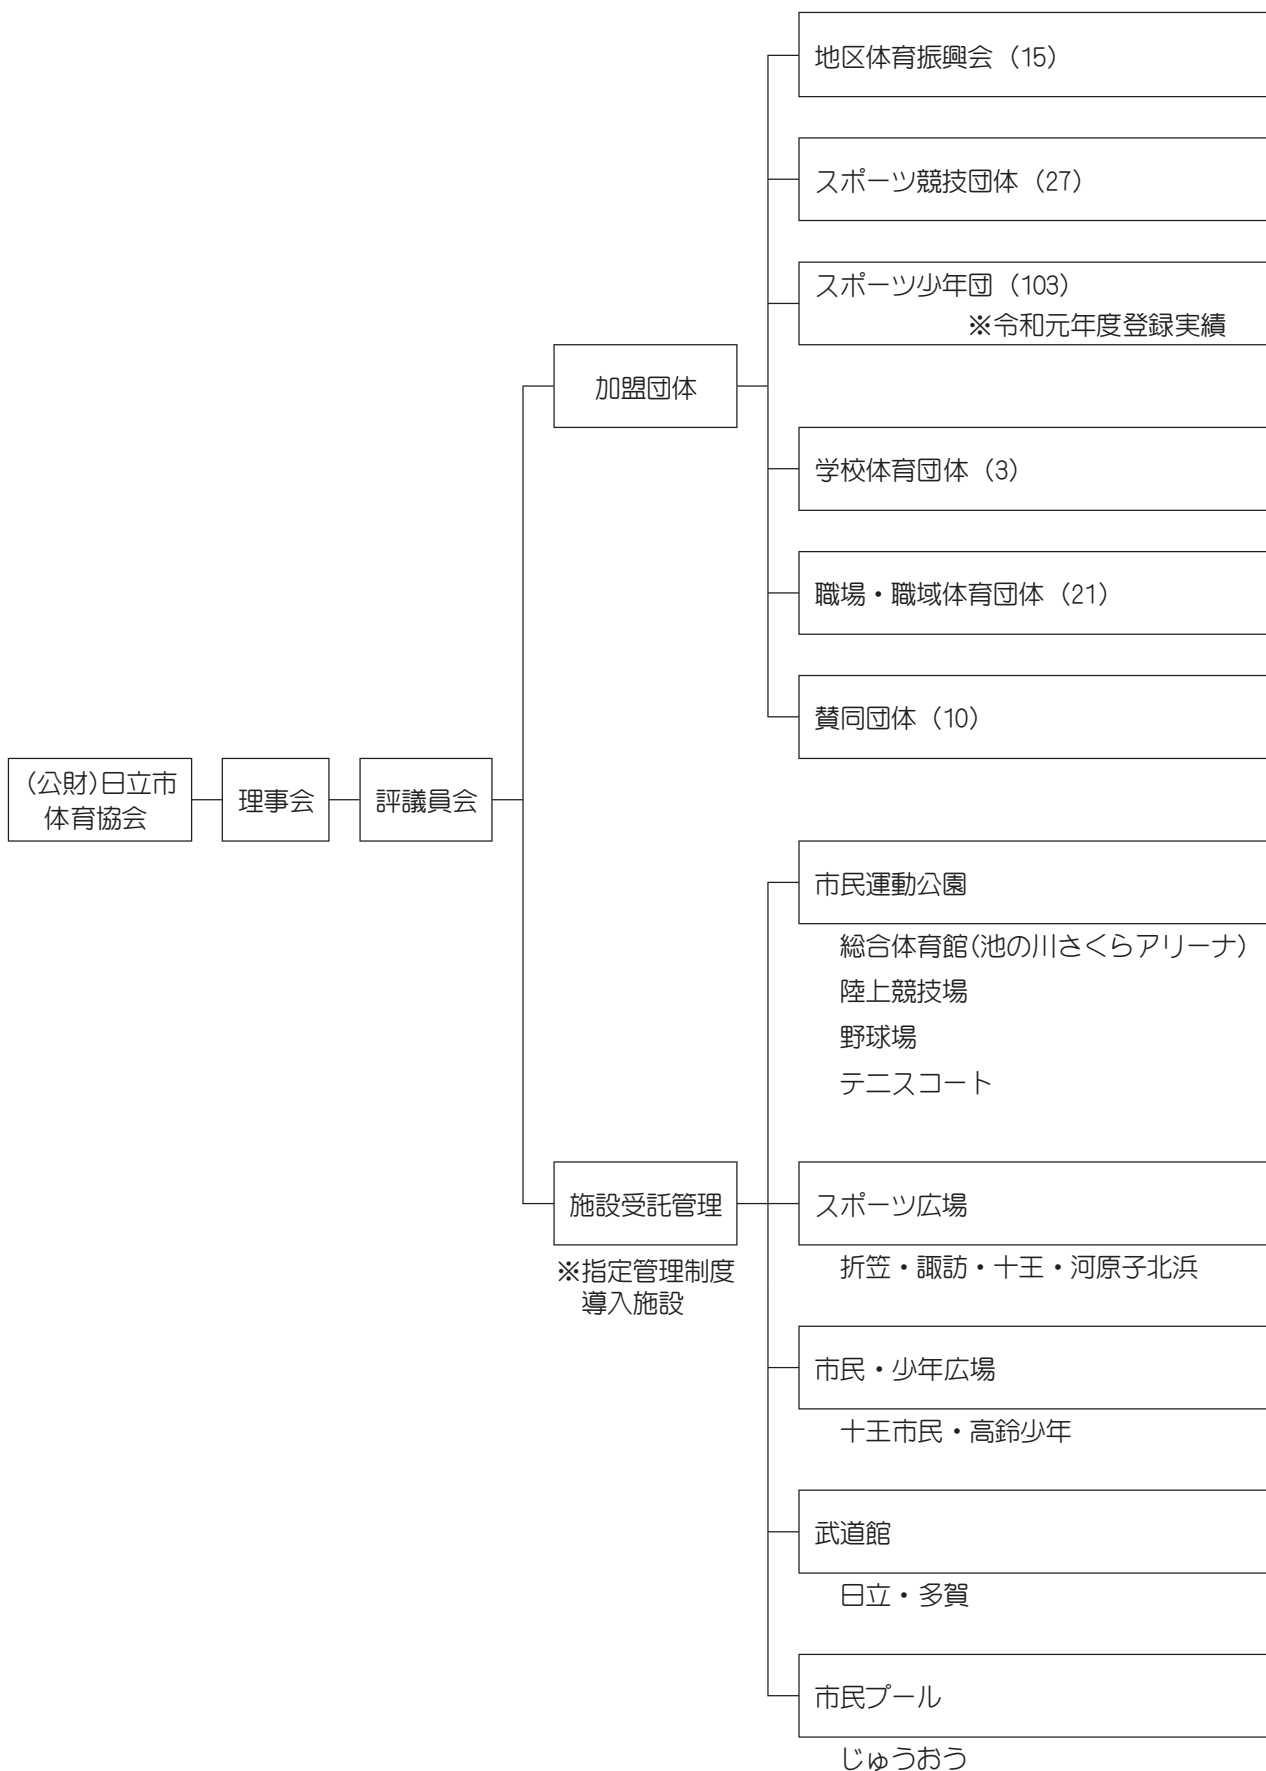 地区体育振興会（15）
スポーツ競技団体（27）
スポーツ少年団（103）
※令和元年度登録実績
加盟団体
学校体育団体（3）
職場・職域体育団体（21）
賛同団体（10）
(公財)日立市
体育協会
理事会
評議員会
市民運動公園
総合体育館(池の川さくらアリーナ)
陸上競技場
野球場
テニスコート
施設受託管理
※指定管理制度
導入施設
スポーツ広場
折笠・諏訪・十王・河原子北浜
市民・少年広場
十王市民・高鈴少年
武道館
日立・多賀
市民プール
じゅうおう